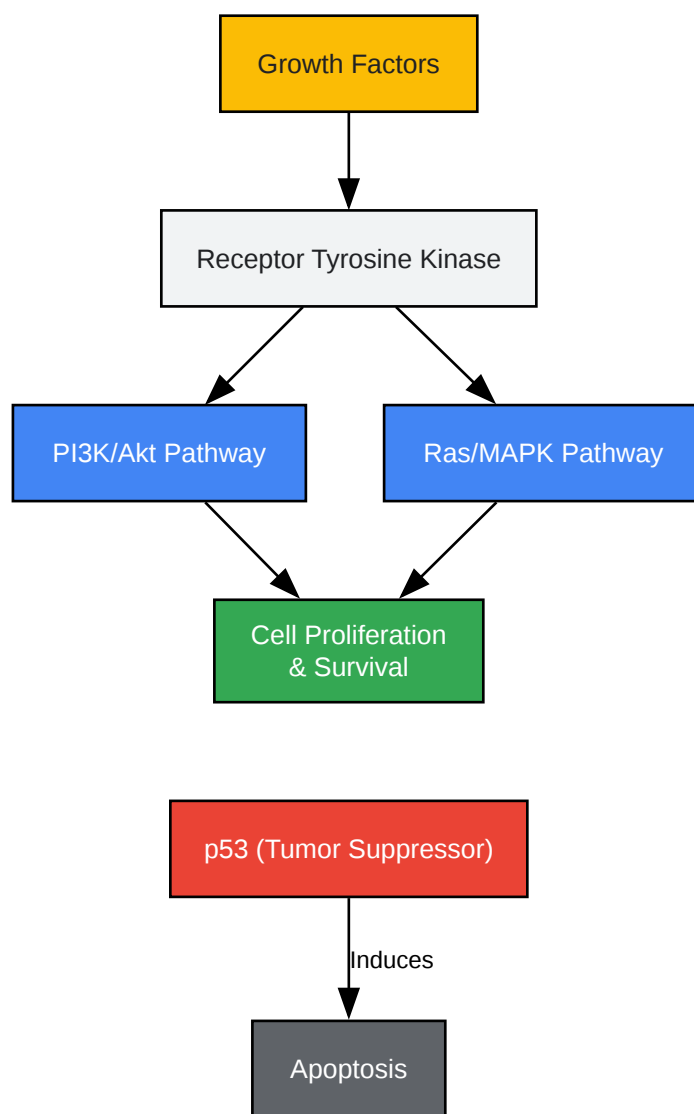 Growth Factors
Receptor Tyrosine Kinase
PI3K/Akt Pathway
Ras/MAPK Pathway
Cell Proliferation
& Survival
p53 (Tumor Suppressor)
Induces
Apoptosis